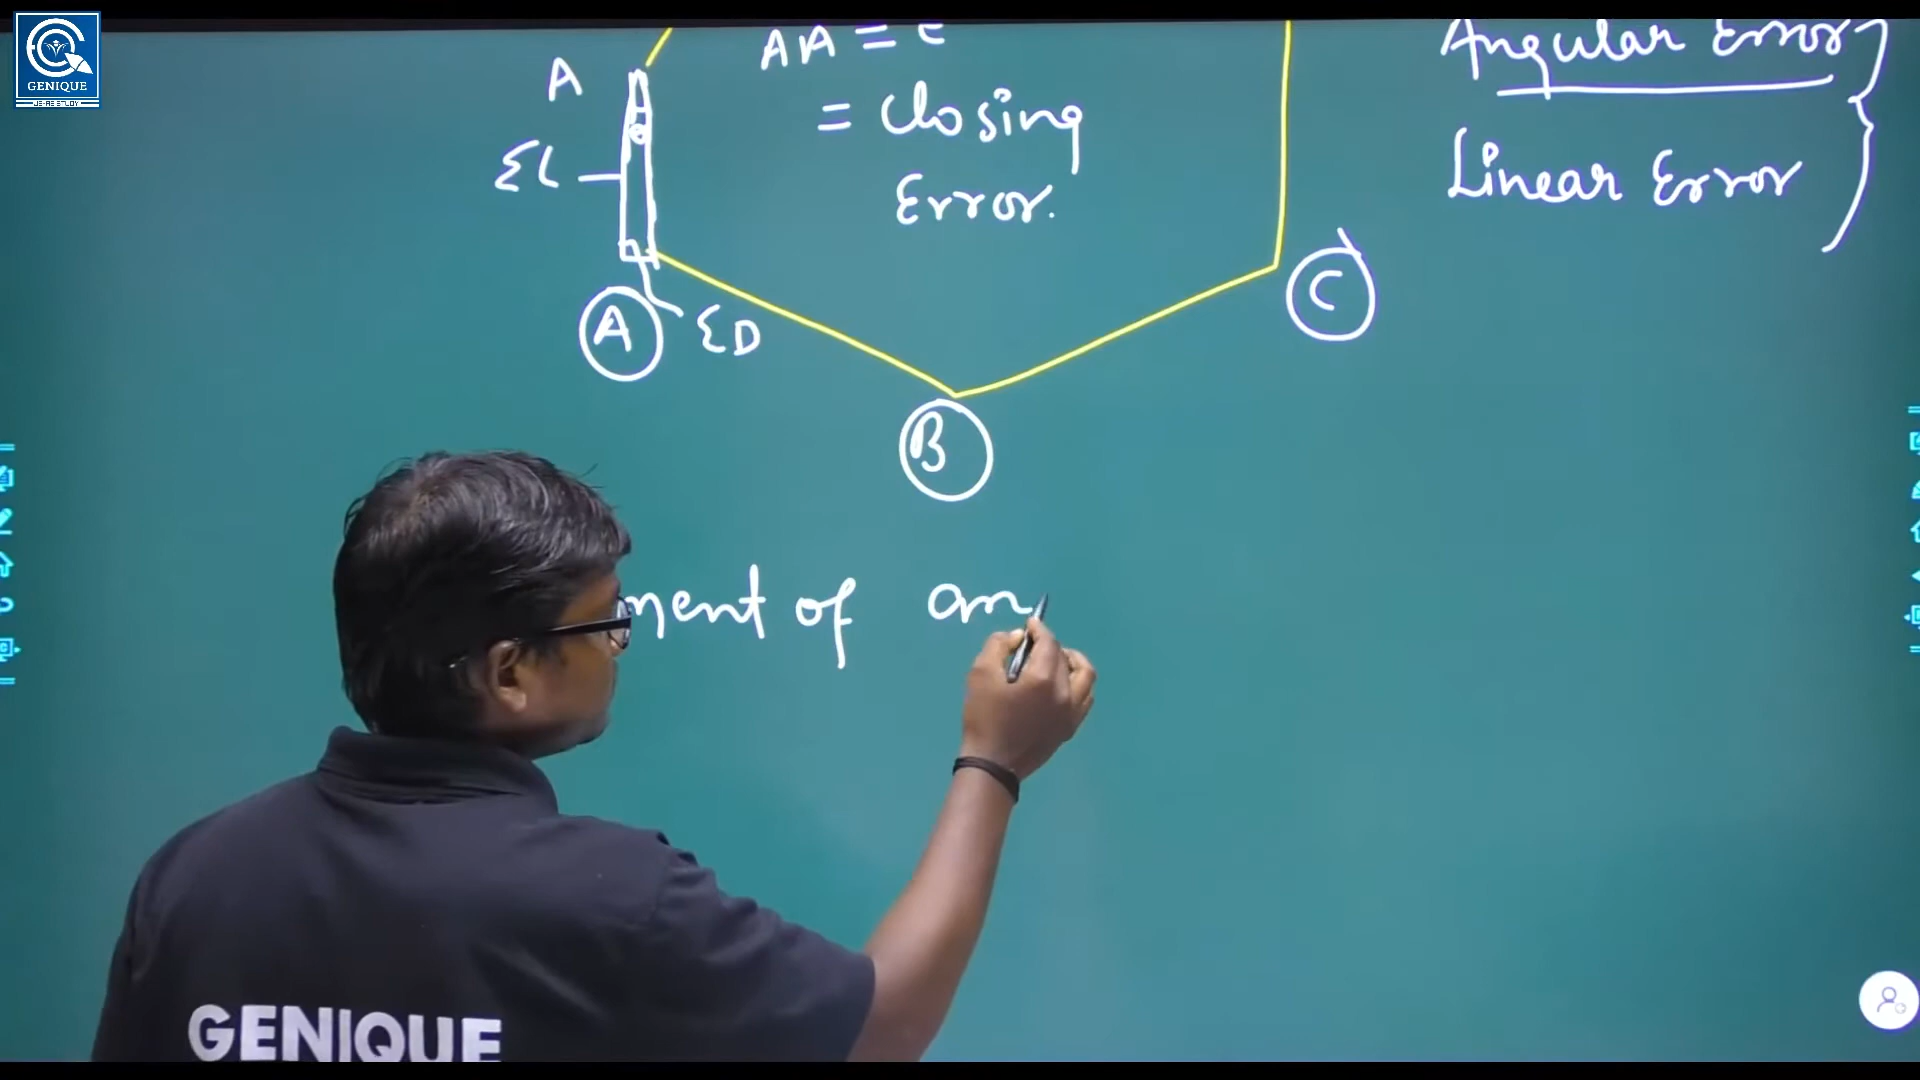 GENIQUE
Angular Error
AA = e
A
= Closing
Linear Error
ΣL
Error.
C
A
ΣD
B
ment of an
GENIQUE